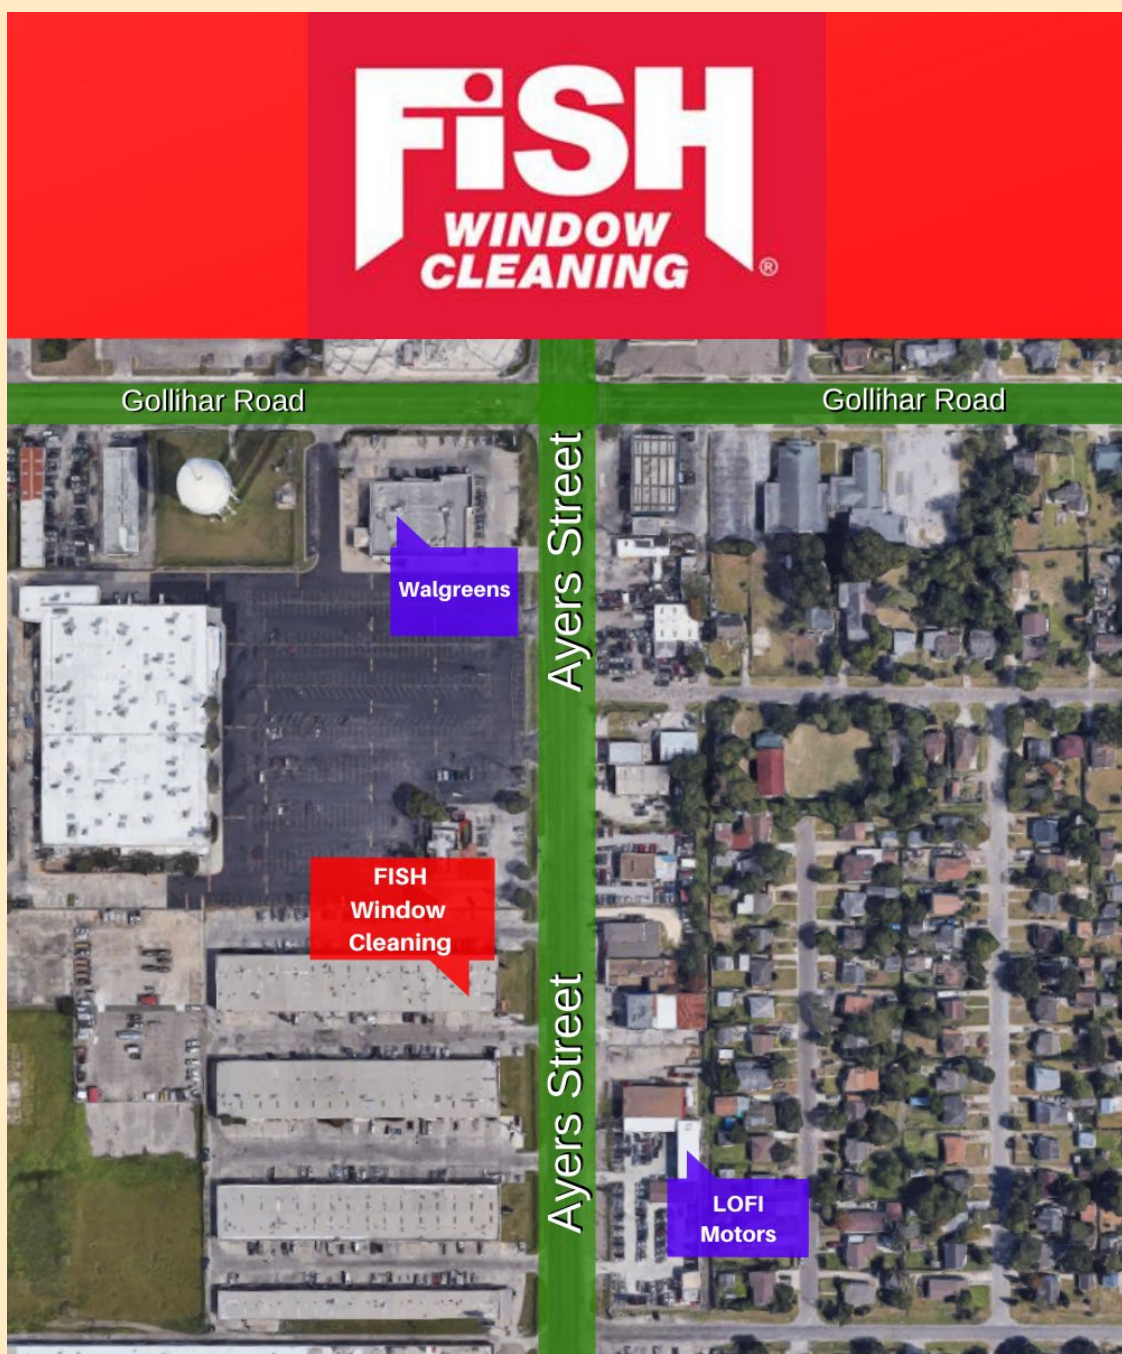 FiSH
WINDOW
CLEANING®
Gollihar Road
Gollihar Road
Ayers Street
Walgreens
FISH
Window
Cleaning
Ayers Street
LOFI
Motors